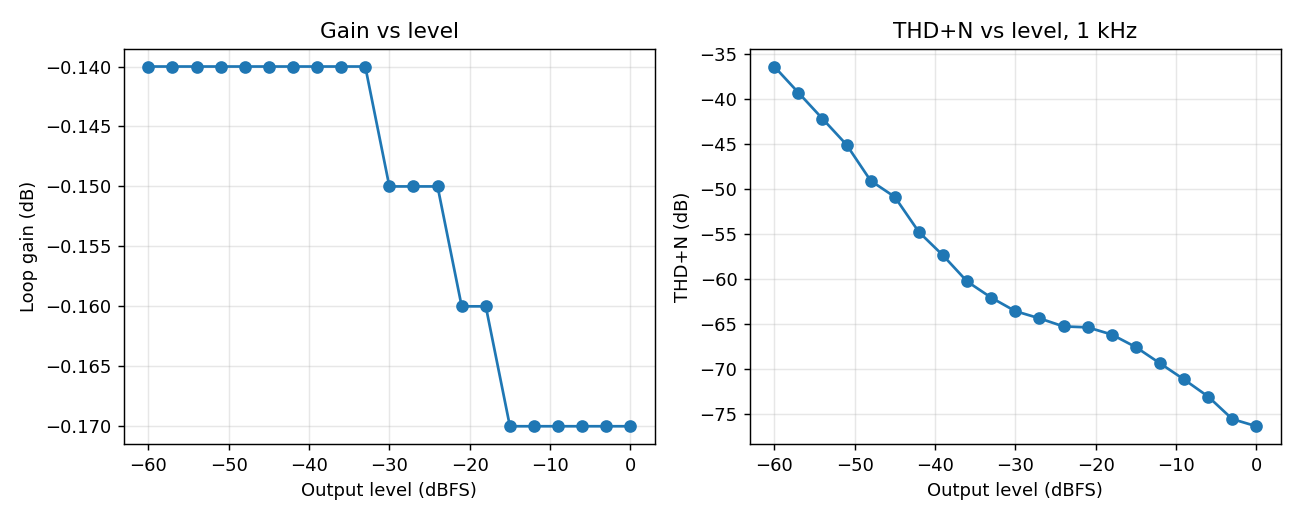 Gain vs level
Loop gain (dB)
−0.140
−0.145
−0.150
−0.155
−0.160
−0.165
−0.170
−60 −50 −40 −30 −20 −10 0
Output level (dBFS)
THD+N vs level, 1 kHz
THD+N (dB)
−35
−40
−45
−50
−55
−60
−65
−70
−75
−60 −50 −40 −30 −20 −10 0
Output level (dBFS)